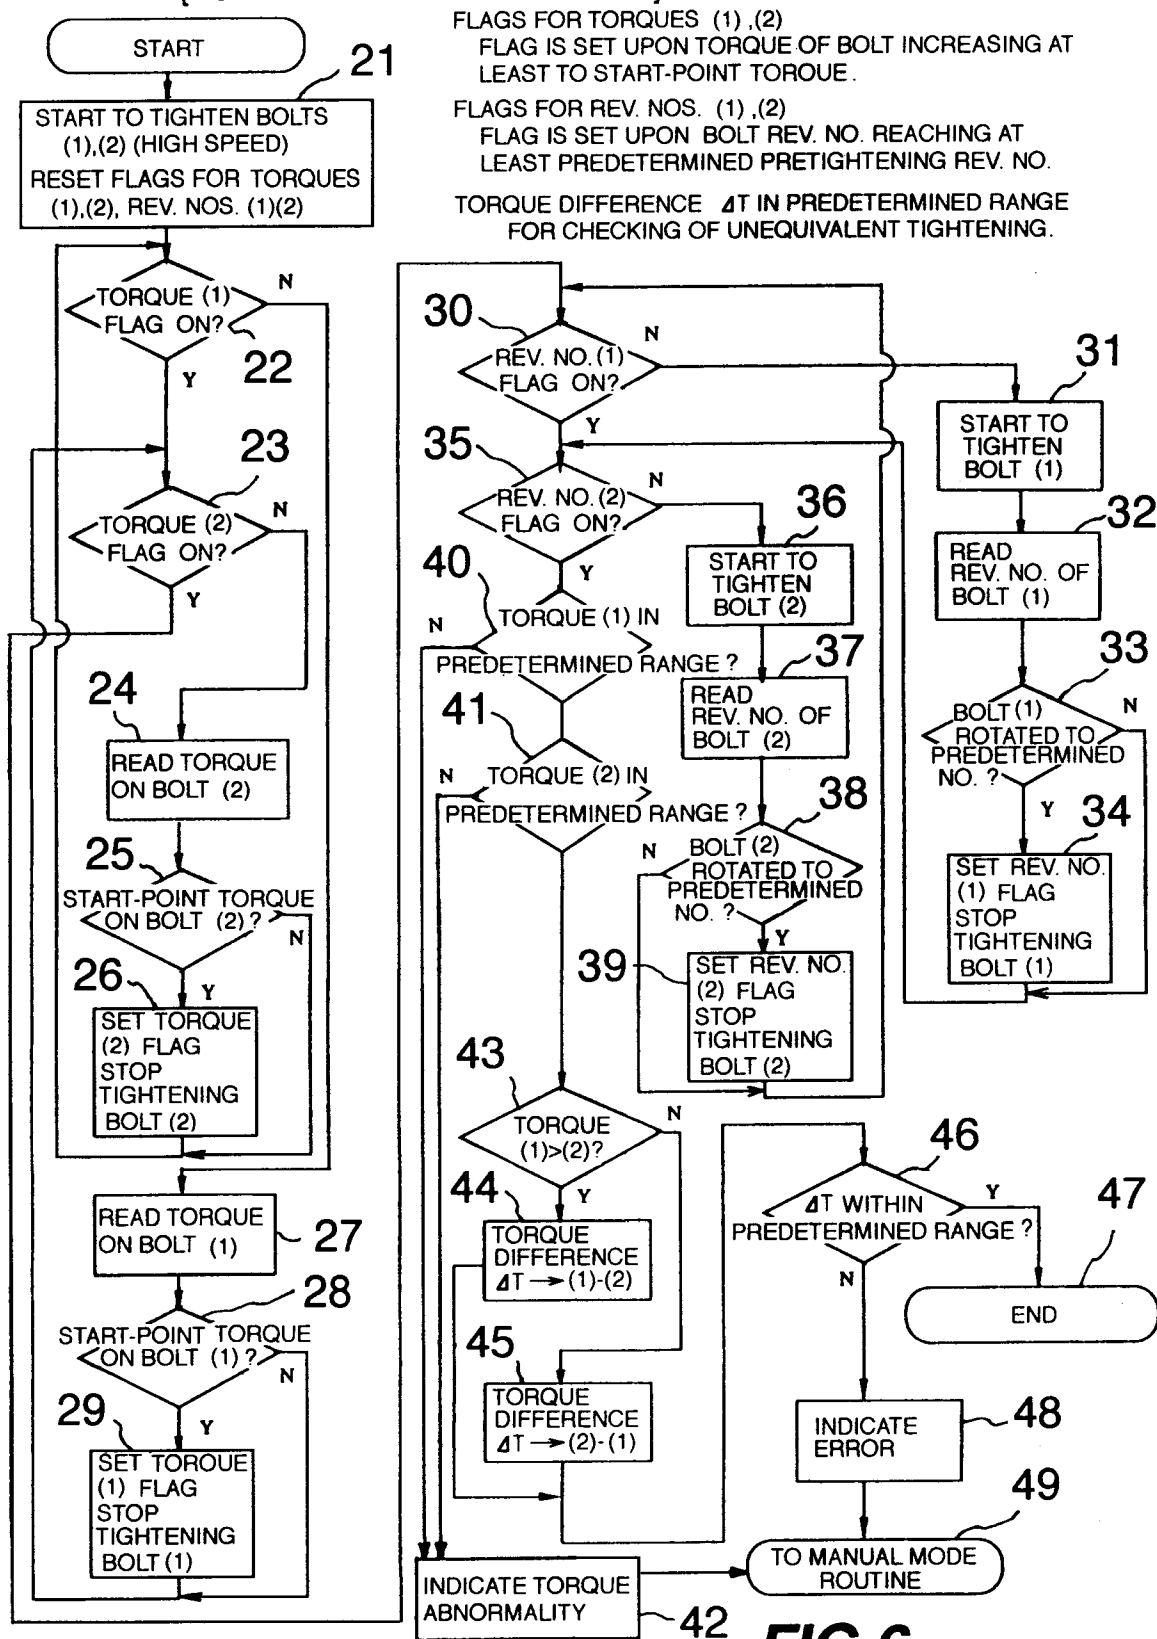 FLAGS FOR TORQUES (1) ,(2)
FLAG IS SET UPON TORQUE OF BOLT INCREASING AT
LEAST TO START-POINT TOROUE.
FLAGS FOR REV. NOS. (1) ,(2)
FLAG IS SET UPON BOLT REV. NO. REACHING AT
LEAST PREDETERMINED PRETIGHTENING REV. NO.
TORQUE DIFFERENCE ΔT IN PREDETERMINED RANGE
FOR CHECKING OF UNEQUIVALENT TIGHTENING.
START
21
START TO TIGHTEN BOLTS
(1),(2) (HIGH SPEED)
RESET FLAGS FOR TORQUES
(1),(2), REV. NOS. (1)(2)
N
TORQUE (1)
FLAG ON?
22
Y
23
N
TORQUE (2)
FLAG ON?
Y
24
READ TORQUE
ON BOLT (2)
25
START-POINT TORQUE
ON BOLT (2) ?
N
Y
26
SET TORQUE
(2) FLAG
STOP
TIGHTENING
BOLT (2)
READ TORQUE
ON BOLT (1)
27
28
START-POINT TORQUE
ON BOLT (1) ?
N
Y
29
SET TOROUE
(1) FLAG
STOP
TIGHTENING
BOLT (1)
30
N
REV. NO. (1)
FLAG ON?
Y
31
START TO
TIGHTEN
BOLT (1)
32
READ
REV. NO. OF
BOLT (1)
33
N
BOLT (1)
ROTATED TO
PREDETERMINED
NO. ?
Y
34
SET REV. NO.
(1) FLAG
STOP
TIGHTENING
BOLT (1)
35
N
REV. NO. (2)
FLAG ON?
Y
36
START TO
TIGHTEN
BOLT (2)
37
READ
REV. NO. OF
BOLT (2)
38
N
BOLT (2)
ROTATED TO
PREDETERMINED
NO. ?
Y
39
SET REV. NO.
(2) FLAG
STOP
TIGHTENING
BOLT (2)
40
N
TORQUE (1) IN
PREDETERMINED RANGE ?
41
N
TORQUE (2) IN
PREDETERMINED RANGE ?
43
N
TORQUE
(1)>(2)?
Y
44
TORQUE
DIFFERENCE
ΔT → (1)-(2)
45
TORQUE
DIFFERENCE
ΔT → (2)-(1)
46
ΔT WITHIN
PREDETERMINED RANGE ?
Y
N
47
END
INDICATE
ERROR
48
49
TO MANUAL MODE
ROUTINE
INDICATE TORQUE
ABNORMALITY
42
FIG. 6